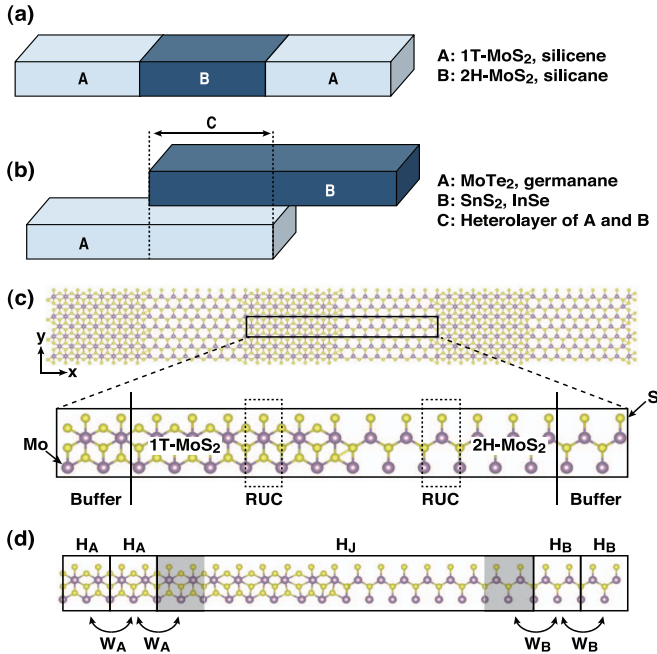 (a)
A
B
A
A: 1T-MoS2, silicene
B: 2H-MoS2, silicane
(b)
C
B
A
A: MoTe2, germanane
B: SnS2, InSe
C: Heterolayer of A and B
(c)
y
x
S
Mo
1T-MoS2
2H-MoS2
Buffer
RUC
RUC
Buffer
(d)
HA
HA
HJ
HB
HB
WA
WA
WB
WB